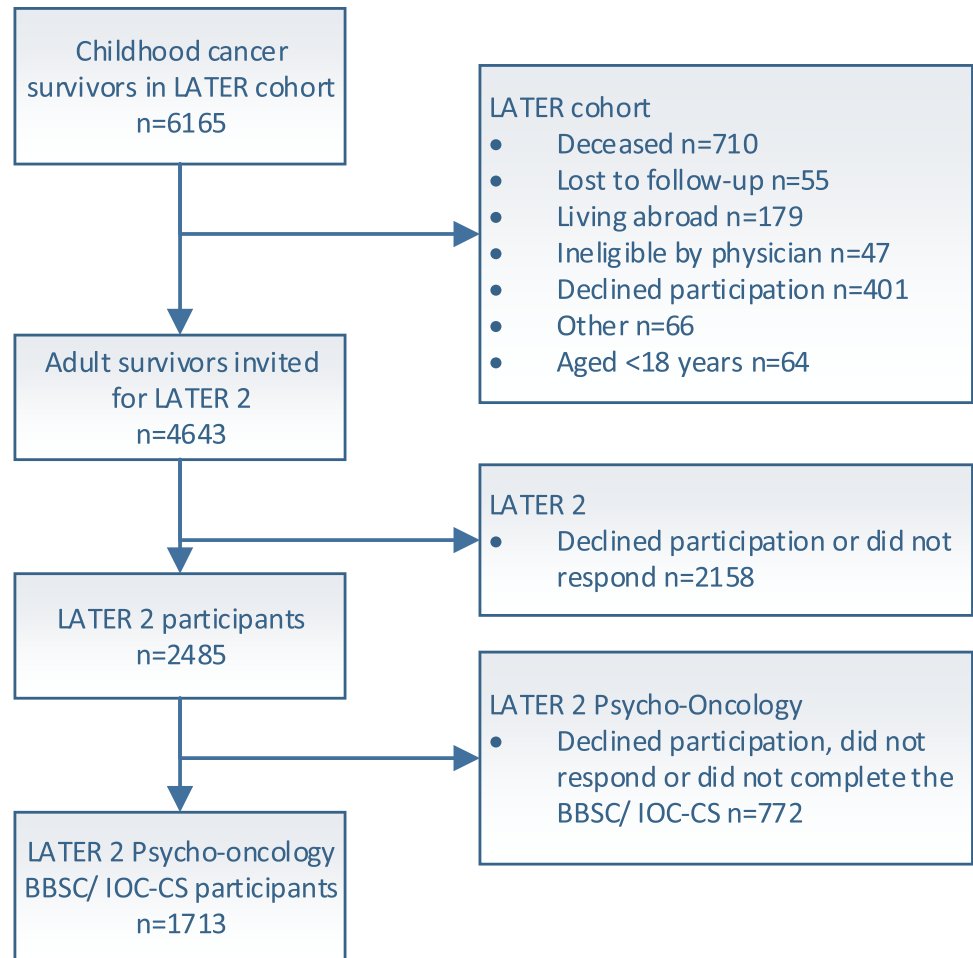 Childhood cancer
survivors in LATER cohort
n=6165
LATER cohort
• Deceased n=710
• Lost to follow-up n=55
• Living abroad n=179
• Ineligible by physician n=47
• Declined participation n=401
• Other n=66
• Aged <18 years n=64
Adult survivors invited
for LATER 2
n=4643
LATER 2
• Declined participation or did not
respond n=2158
LATER 2 participants
n=2485
LATER 2 Psycho-Oncology
• Declined participation, did not
respond or did not complete the
BBSC/ IOC-CS n=772
LATER 2 Psycho-oncology
BBSC/ IOC-CS participants
n=1713